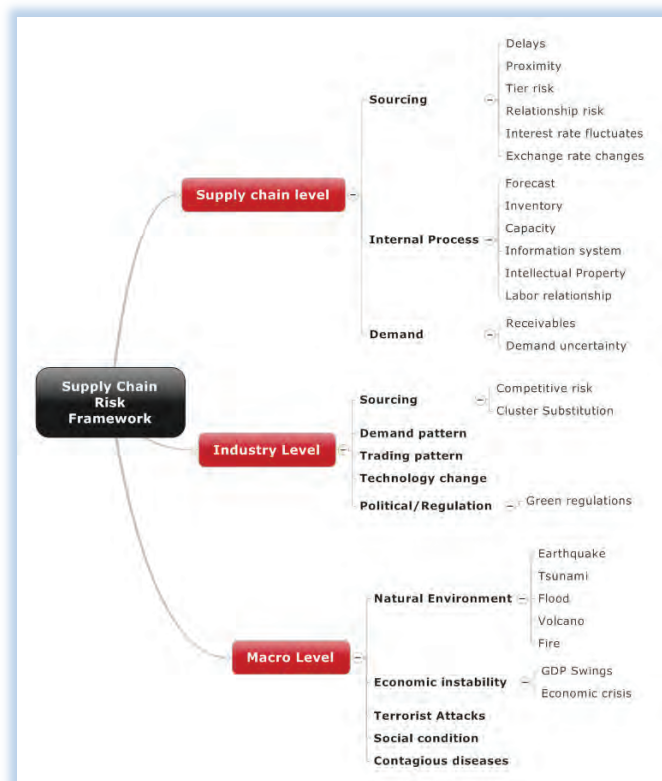 Supply Chain
Risk
Framework
Supply chain level
Sourcing
Delays
Proximity
Tier risk
Relationship risk
Interest rate fluctuates
Exchange rate changes
Internal Process
Forecast
Inventory
Capacity
Information system
Intellectual Property
Labor relationship
Demand
Receivables
Demand uncertainty
Industry Level
Sourcing
Competitive risk
Cluster Substitution
Demand pattern
Trading pattern
Technology change
Political/Regulation
Green regulations
Macro Level
Natural Environment
Earthquake
Tsunami
Flood
Volcano
Fire
Economic instability
GDP Swings
Economic crisis
Terrorist Attacks
Social condition
Contagious diseases